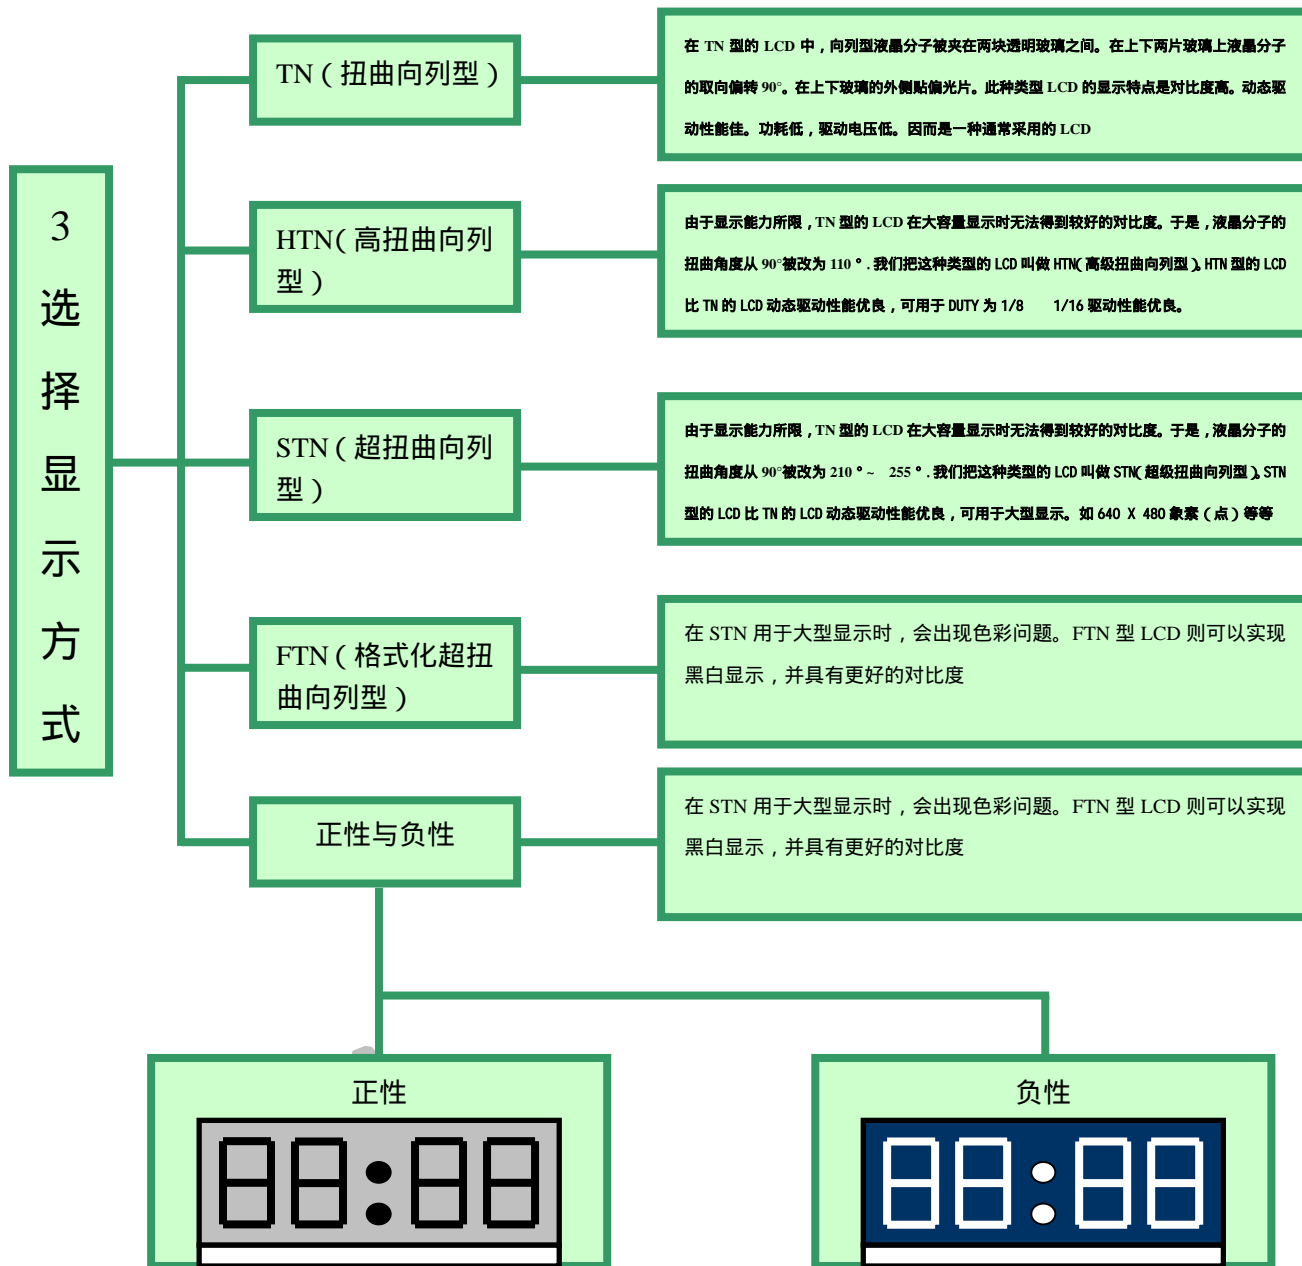 3
选
择
显
示
方
式
TN（扭曲向列型）
在 TN 型的 LCD 中，向列型液晶分子被夹在两块透明玻璃之间。在上下两片玻璃上液晶分子
的取向偏转 90°。在上下玻璃的外侧贴偏光片。此种类型 LCD 的显示特点是对比度高。动态驱
动性能佳。功耗低，驱动电压低。因而是一种通常采用的 LCD
HTN（高扭曲向列
型）
由于显示能力所限，TN 型的 LCD 在大容量显示时无法得到较好的对比度。于是，液晶分子的
扭曲角度从 90°被改为 110°.我们把这种类型的 LCD 叫做 HTN（高级扭曲向列型）。HTN 型的 LCD
比 TN 的 LCD 动态驱动性能优良，可用于 DUTY 为 1/8 1/16 驱动性能优良。
STN（超扭曲向列
型）
由于显示能力所限，TN 型的 LCD 在大容量显示时无法得到较好的对比度。于是，液晶分子的
扭曲角度从 90°被改为 210°~ 255°.我们把这种类型的 LCD 叫做 STN（超级扭曲向列型）。STN
型的 LCD 比 TN 的 LCD 动态驱动性能优良，可用于大型显示。如 640 X 480 象素（点）等等
FTN（格式化超扭
曲向列型）
在 STN 用于大型显示时，会出现色彩问题。FTN 型 LCD 则可以实现
黑白显示，并具有更好的对比度
正性与负性
在 STN 用于大型显示时，会出现色彩问题。FTN 型 LCD 则可以实现
黑白显示，并具有更好的对比度
正性
88:88
负性
88:88